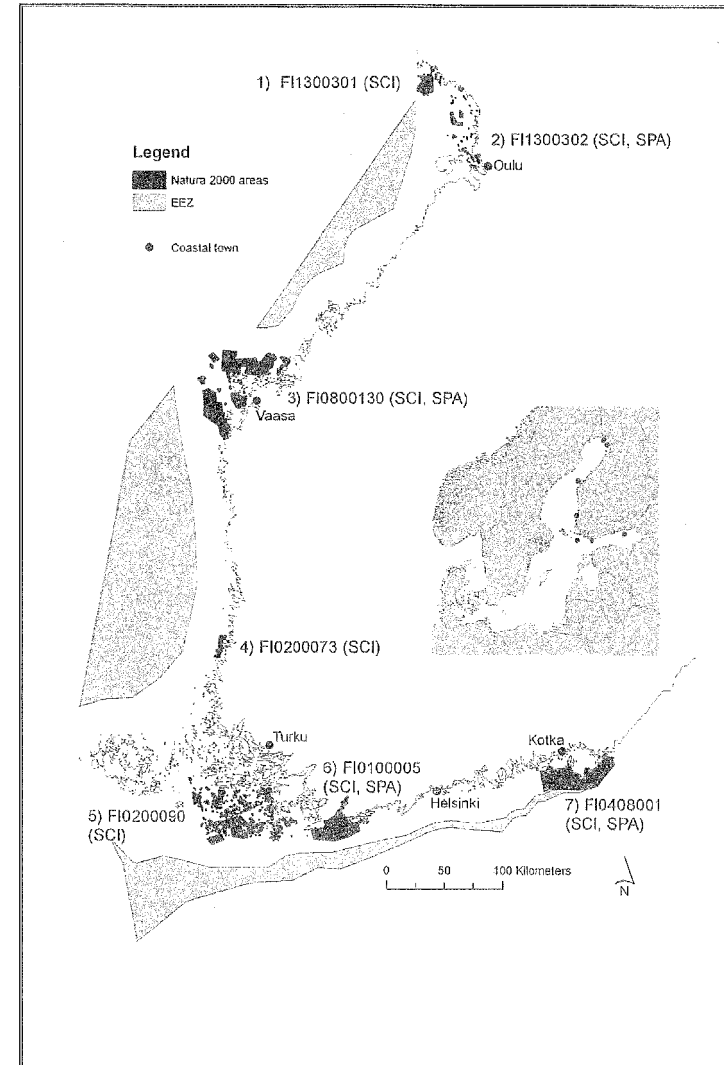 1) FI1300301 (SCI)
2) FI1300302 (SCI, SPA)
Oulu
Legend
Natura 2000 areas
EEZ
Coastal town
3) FI0800130 (SCI, SPA)
Vaasa
4) FI0200073 (SCI)
Turku
Kotka
6) FI0100005
(SCI, SPA)
Helsinki
5) FI0200090
(SCI)
7) FI0408001
(SCI, SPA)
0 50 100 Kilometers
N